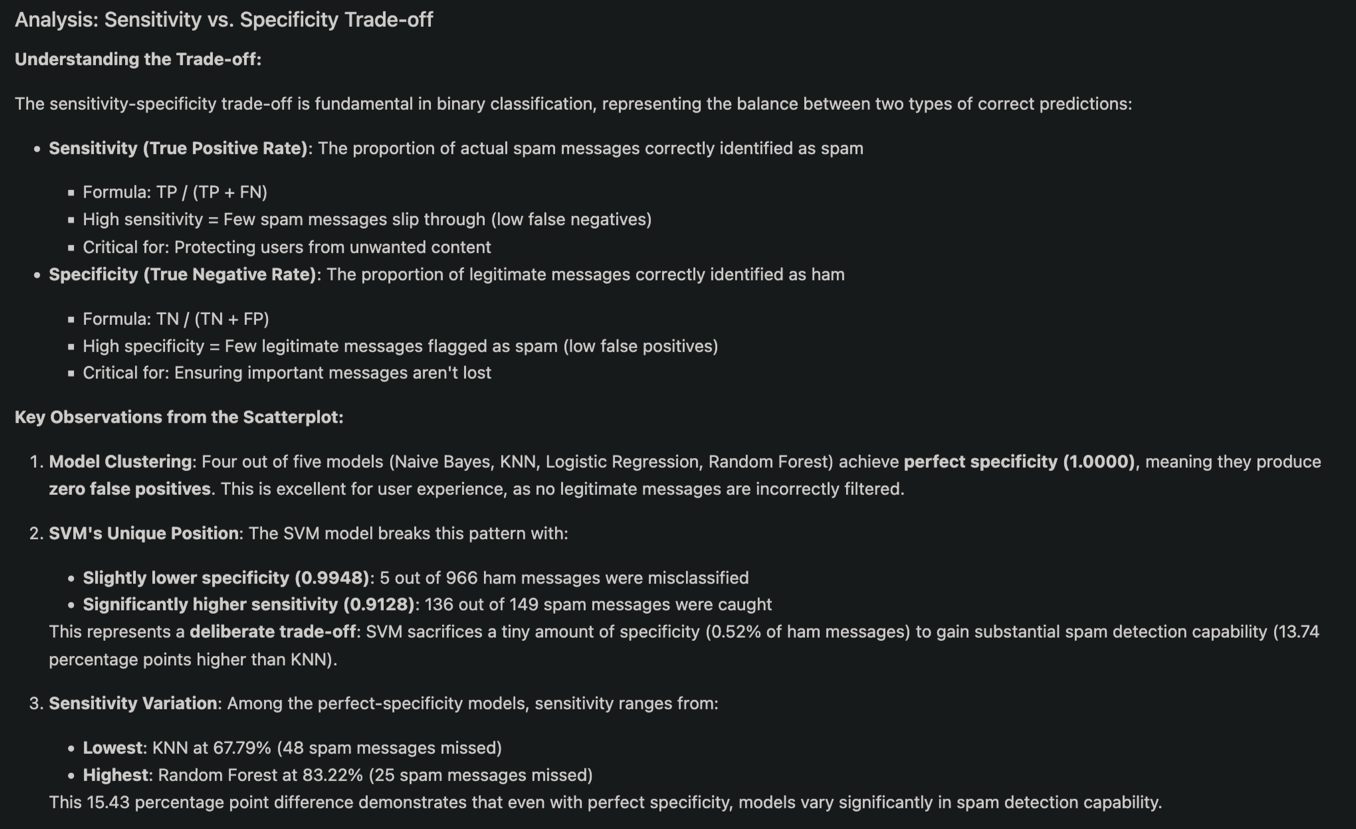 Analysis: Sensitivity vs. Specificity Trade-off
Understanding the Trade-off:
The sensitivity-specificity trade-off is fundamental in binary classification, representing the balance between two types of correct predictions:
• Sensitivity (True Positive Rate): The proportion of actual spam messages correctly identified as spam
▪ Formula: TP / (TP + FN)
▪ High sensitivity = Few spam messages slip through (low false negatives)
▪ Critical for: Protecting users from unwanted content
• Specificity (True Negative Rate): The proportion of legitimate messages correctly identified as ham
▪ Formula: TN / (TN + FP)
▪ High specificity = Few legitimate messages flagged as spam (low false positives)
▪ Critical for: Ensuring important messages aren't lost
Key Observations from the Scatterplot:
1. Model Clustering: Four out of five models (Naive Bayes, KNN, Logistic Regression, Random Forest) achieve perfect specificity (1.0000), meaning they produce
zero false positives. This is excellent for user experience, as no legitimate messages are incorrectly filtered.
2. SVM's Unique Position: The SVM model breaks this pattern with:
• Slightly lower specificity (0.9948): 5 out of 966 ham messages were misclassified
• Significantly higher sensitivity (0.9128): 136 out of 149 spam messages were caught
This represents a deliberate trade-off: SVM sacrifices a tiny amount of specificity (0.52% of ham messages) to gain substantial spam detection capability (13.74
percentage points higher than KNN).
3. Sensitivity Variation: Among the perfect-specificity models, sensitivity ranges from:
• Lowest: KNN at 67.79% (48 spam messages missed)
• Highest: Random Forest at 83.22% (25 spam messages missed)
This 15.43 percentage point difference demonstrates that even with perfect specificity, models vary significantly in spam detection capability.